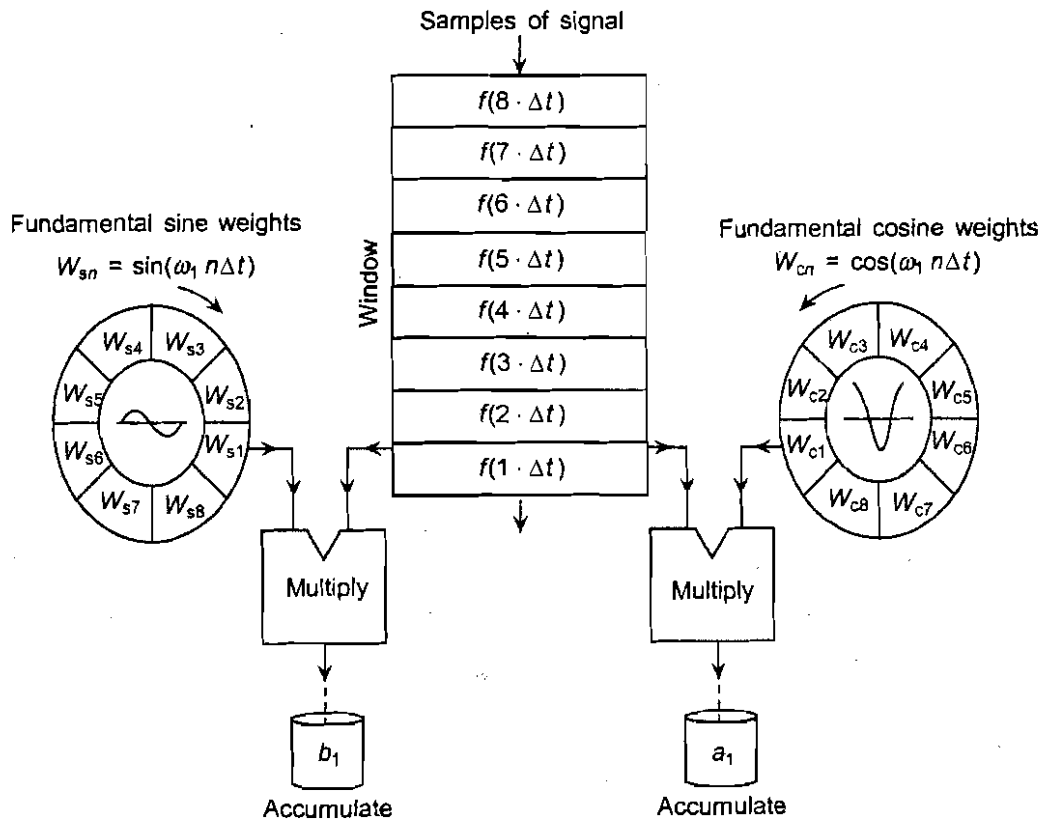 Samples of signal
f(8 · Δt)
f(7 · Δt)
f(6 · Δt)
f(5 · Δt)
f(4 · Δt)
f(3 · Δt)
f(2 · Δt)
f(1 · Δt)
Window
Fundamental sine weights
W_sn = sin(ω₁ nΔt)
W_s4
W_s3
W_s5
W_s2
W_s6
W_s1
W_s7
W_s8
Fundamental cosine weights
W_cn = cos(ω₁ nΔt)
W_c3
W_c4
W_c2
W_c5
W_c1
W_c6
W_c8
W_c7
Multiply
Multiply
b₁
a₁
Accumulate
Accumulate